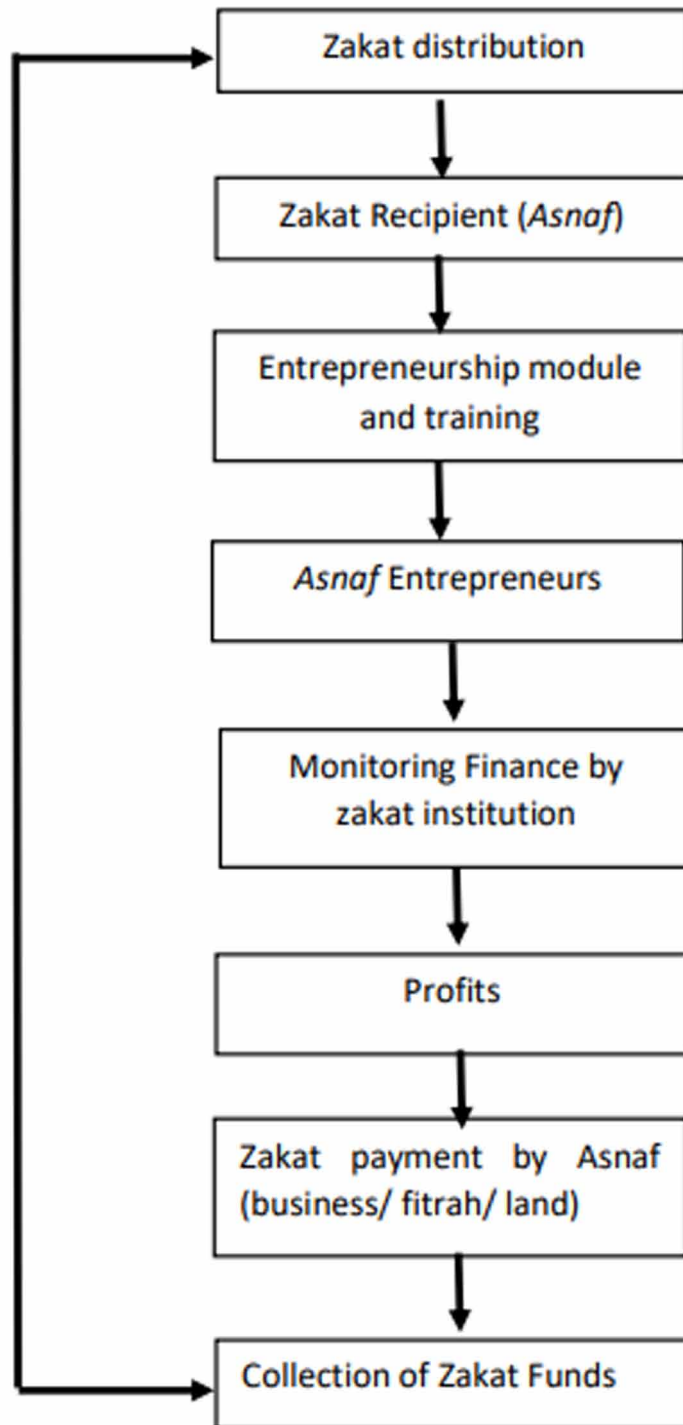 Zakat distribution
Zakat Recipient (Asnaf)
Entrepreneurship module
and training
Asnaf Entrepreneurs
Monitoring Finance by
zakat institution
Profits
Zakat payment by Asnaf
(business/ fitrah/ land)
Collection of Zakat Funds